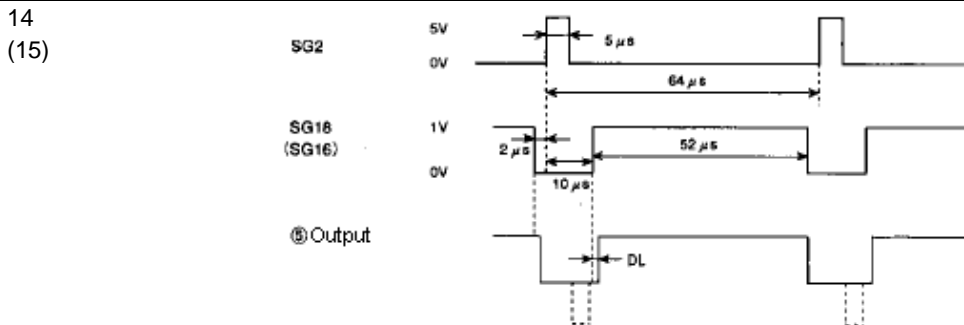 14
(15)
SG2
5V
0V
5 μs
64 μs
SG18
(SG16)
1V
0V
2 μs
52 μs
10 μs
⑤ Output
DL